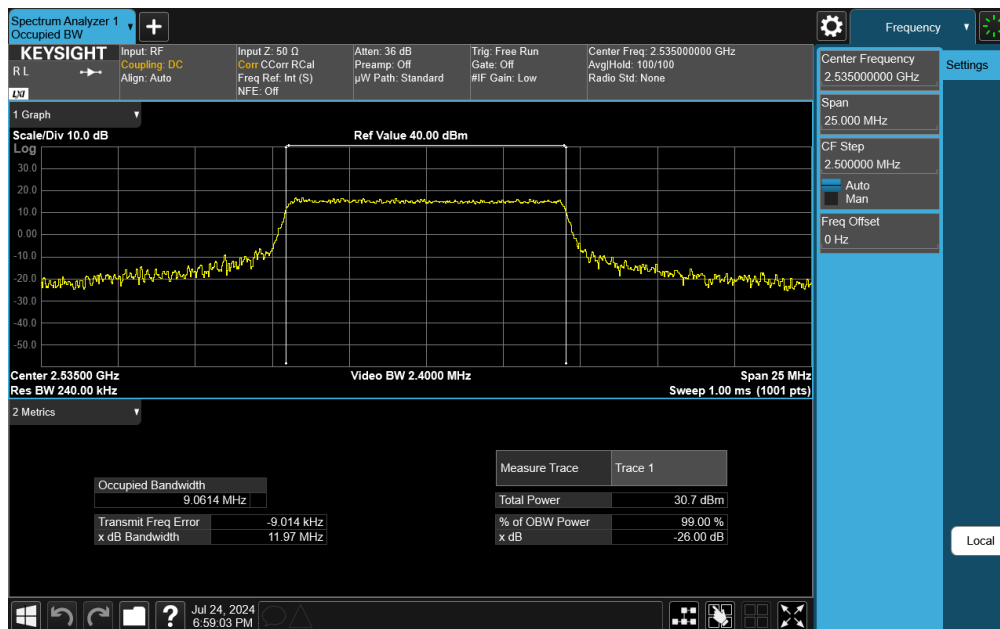 Spectrum Analyzer 1
Occupied BW
Frequency
KEYSIGHT
R L
LXI
Input: RF
Coupling: DC
Align: Auto
Input Z: 50 Ω
Corr CCorr RCal
Freq Ref: Int (S)
NFE: Off
Atten: 36 dB
Preamp: Off
µW Path: Standard
Trig: Free Run
Gate: Off
#IF Gain: Low
Center Freq: 2.535000000 GHz
Avg|Hold: 100/100
Radio Std: None
Center Frequency
2.535000000 GHz
Settings
Span
25.000 MHz
CF Step
2.500000 MHz
Auto
Man
Freq Offset
0 Hz
1 Graph
Scale/Div 10.0 dB
Ref Value 40.00 dBm
Log
30.0
20.0
10.0
0.00
-10.0
-20.0
-30.0
-40.0
-50.0
Center 2.53500 GHz
Video BW 2.4000 MHz
Span 25 MHz
Res BW 240.00 kHz
Sweep 1.00 ms (1001 pts)
2 Metrics
Occupied Bandwidth
9.0614 MHz
Transmit Freq Error -9.014 kHz
x dB Bandwidth 11.97 MHz
Measure Trace Trace 1
Total Power 30.7 dBm
% of OBW Power 99.00 %
x dB -26.00 dB
Local
?
Jul 24, 2024
6:59:03 PM